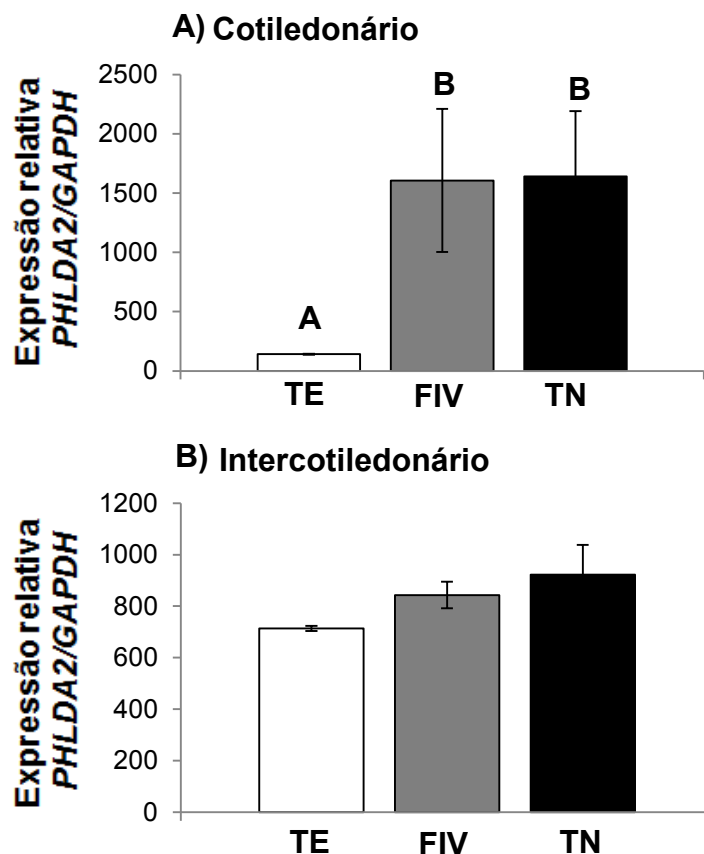 A) Cotiledonário
Expressão relativa
PHLDA2/GAPDH
2500
2000
1500
1000
500
0
A
B
B
TE
FIV
TN
B) Intercotiledonário
Expressão relativa
PHLDA2/GAPDH
1200
1000
800
600
400
200
0
TE
FIV
TN